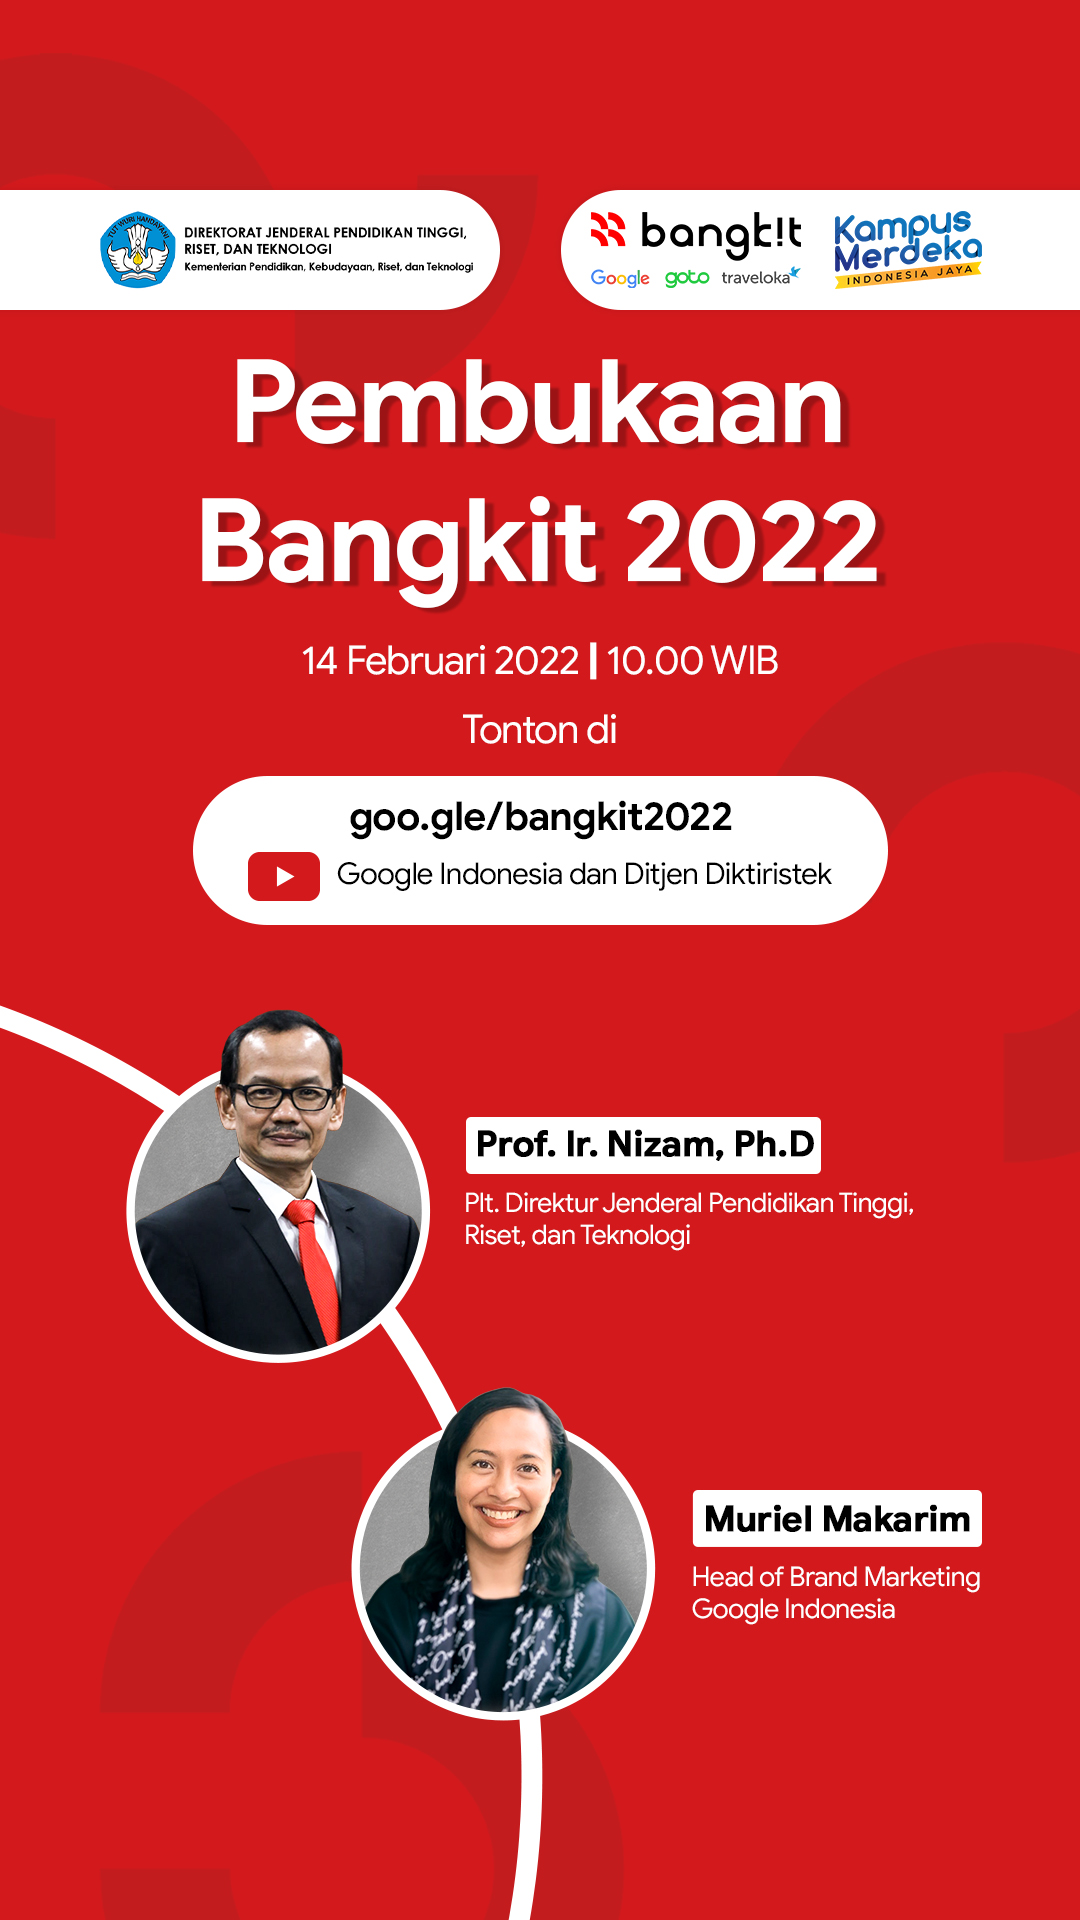 TUT WURI HANDAYANI
DIREKTORAT JENDERAL PENDIDIKAN TINGGI,
RISET, DAN TEKNOLOGI
Kementerian Pendidikan, Kebudayaan, Riset, dan Teknologi
bangk!t
Google goto traveloka
Kampus
Merdeka
INDONESIA JAYA
Pembukaan
Bangkit 2022
14 Februari 2022 | 10.00 WIB
Tonton di
goo.gle/bangkit2022
Google Indonesia dan Ditjen Diktiristek
Prof. Ir. Nizam, Ph.D
Plt. Direktur Jenderal Pendidikan Tinggi,
Riset, dan Teknologi
Muriel Makarim
Head of Brand Marketing
Google Indonesia